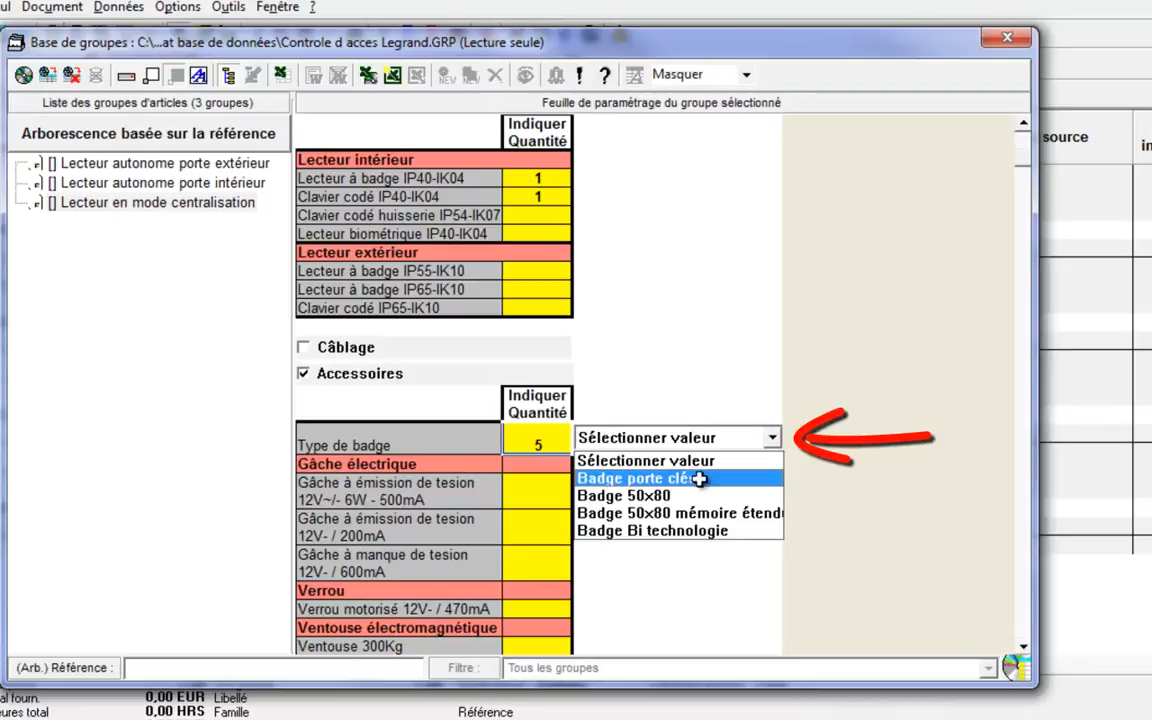 ul Document Données Options Outils Fenêtre ?
Base de groupes : C:\...at base de données\Controle d acces Legrand.GRP (Lecture seule)
Masquer
Liste des groupes d'articles (3 groupes)
Feuille de paramétrage du groupe sélectionné
Arborescence basée sur la référence
[] Lecteur autonome porte extérieur
[] Lecteur autonome porte intérieur
[] Lecteur en mode centralisation
Indiquer
Quantité
Lecteur intérieur
Lecteur à badge IP40-IK04 1
Clavier codé IP40-IK04 1
Clavier codé huisserie IP54-IK07
Lecteur biométrique IP40-IK04
Lecteur extérieur
Lecteur à badge IP55-IK10
Lecteur à badge IP65-IK10
Clavier codé IP65-IK10
Câblage
Accessoires
Indiquer
Quantité
Type de badge 5
Sélectionner valeur
Sélectionner valeur
Badge porte clé
Badge 50x80
Badge 50x80 mémoire étend
Badge Bi technologie
Gâche électrique
Gâche à émission de tesion
12V~/- 6W - 500mA
Gâche à émission de tesion
12V- / 200mA
Gâche à manque de tesion
12V- / 600mA
Verrou
Verrou motorisé 12V- / 470mA
Ventouse électromagnétique
Ventouse 300Kg
(Arb.) Référence :
Filtre :
Tous les groupes
source
in
al fourn. 0,00 EUR Libellé
eures total 0,00 HRS Famille
Référence